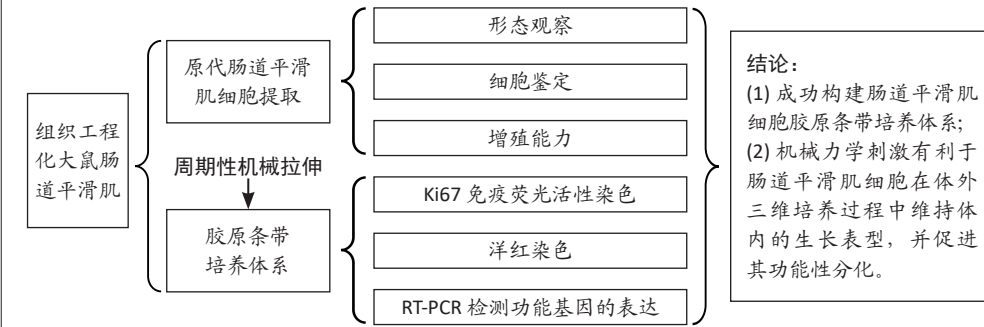 组织工程
化大鼠肠
道平滑肌
原代肠道平滑
肌细胞提取
周期性机械拉伸
胶原条带
培养体系
形态观察
细胞鉴定
增殖能力
Ki67 免疫荧光活性染色
洋红染色
RT-PCR 检测功能基因的表达
结论:
(1) 成功构建肠道平滑肌
细胞胶原条带培养体系;
(2) 机械力学刺激有利于
肠道平滑肌细胞在体外
三维培养过程中维持体
内的生长表型，并促进
其功能性分化。